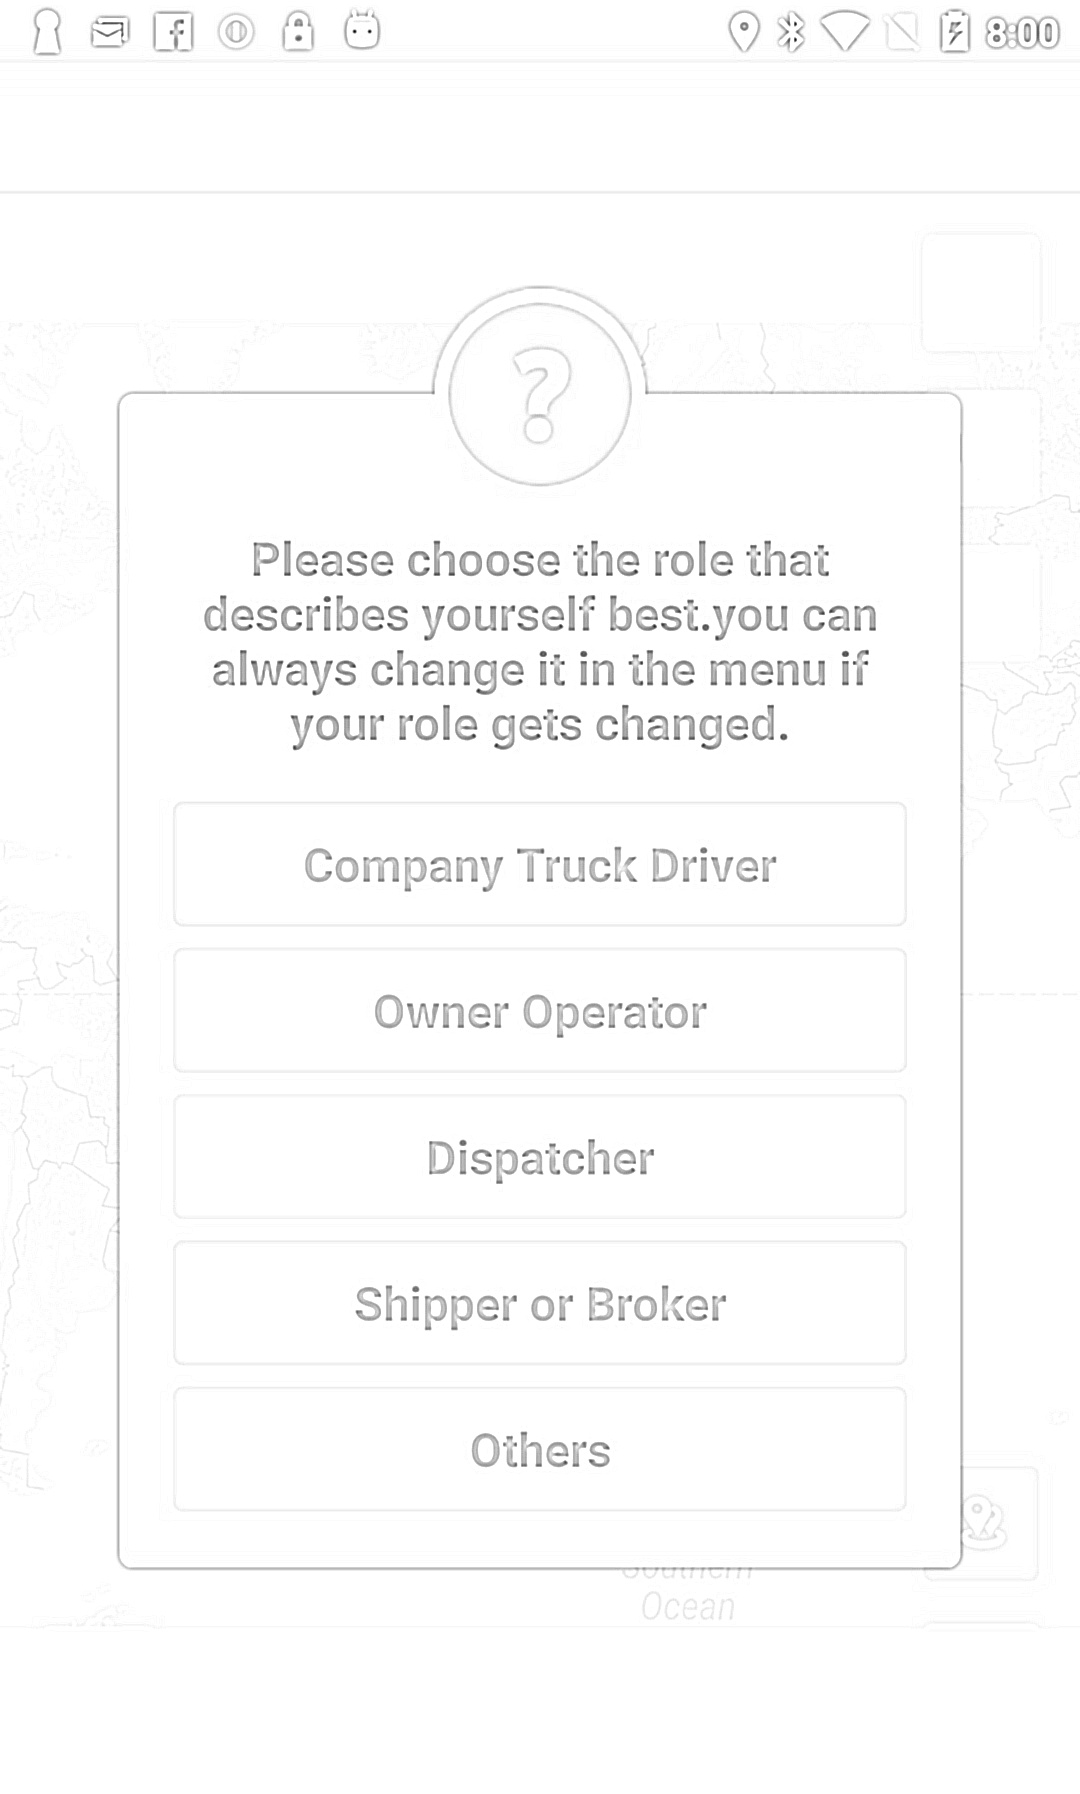 8:00
?
Please choose the role that
describes yourself best.you can
always change it in the menu if
your role gets changed.
Company Truck Driver
Owner Operator
Dispatcher
Shipper or Broker
Others
Southern
Ocean